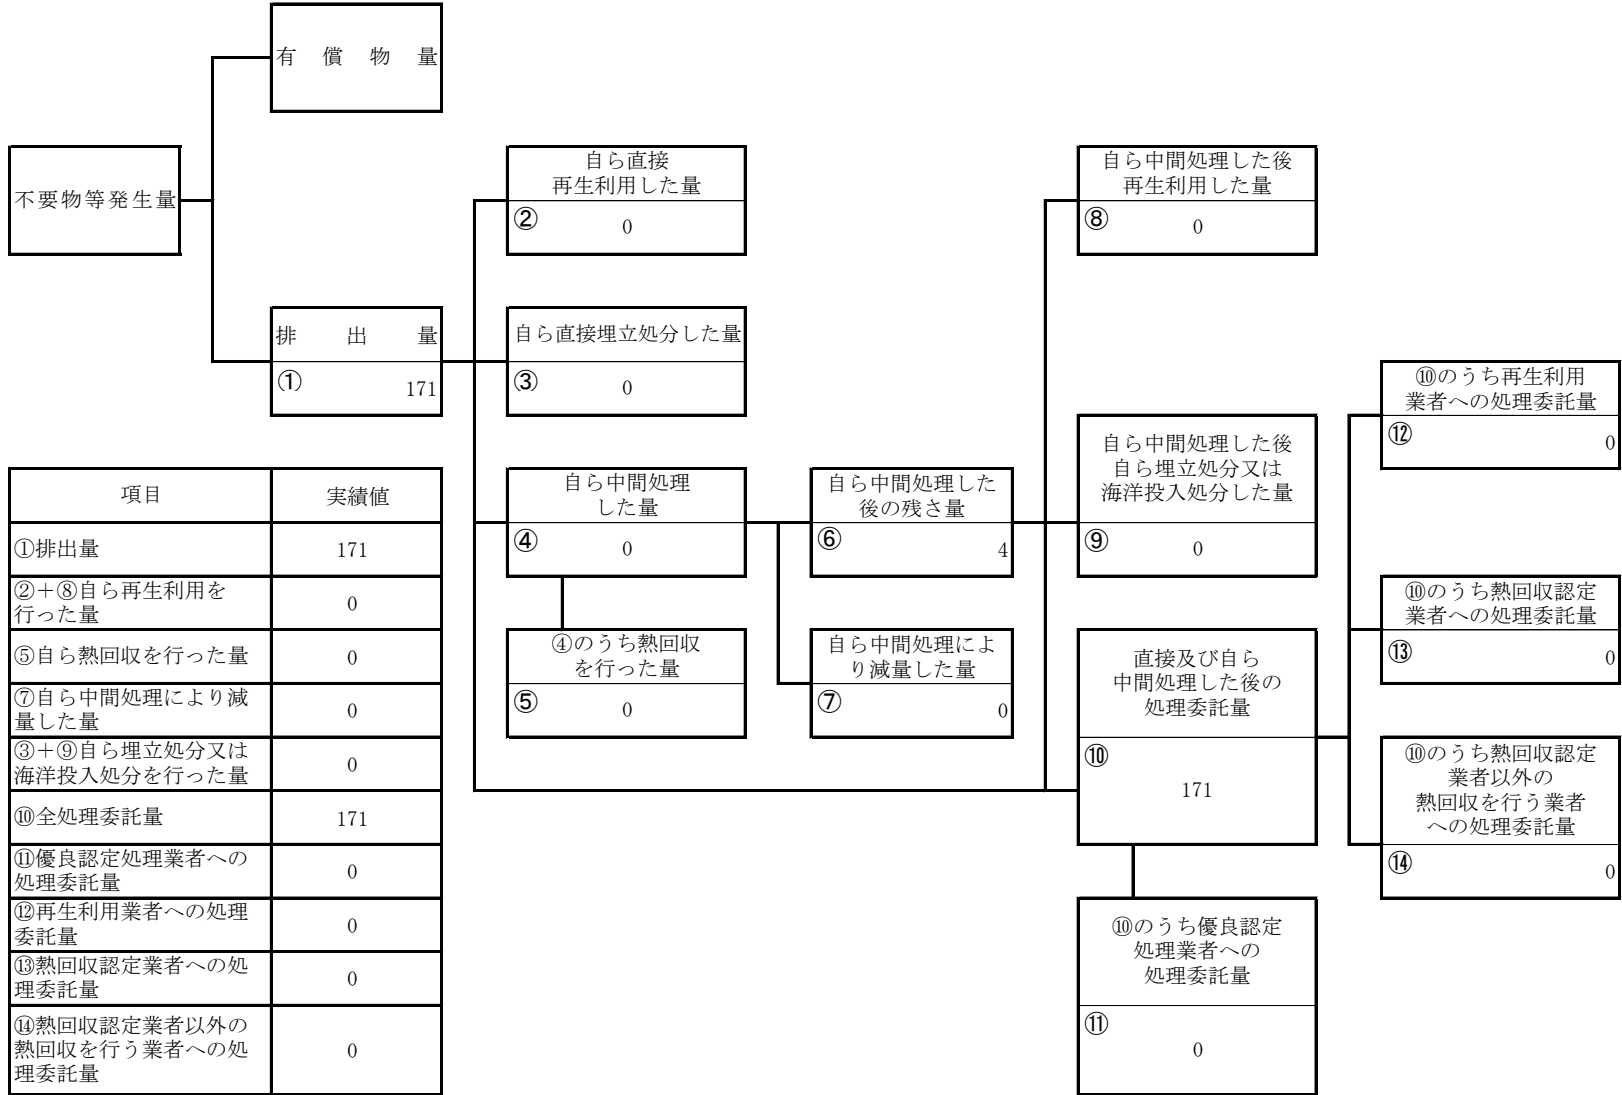 有償物量
不要物等発生量
排出量
①
171
自ら直接
再生利用した量
②
0
自ら直接埋立処分した量
③
0
自ら中間処理
した量
④
0
④のうち熱回収
を行った量
⑤
0
自ら中間処理した
後の残さ量
⑥
4
自ら中間処理によ
り減量した量
⑦
0
自ら中間処理した後
再生利用した量
⑧
0
自ら中間処理した後
自ら埋立処分又は
海洋投入処分した量
⑨
0
直接及び自ら
中間処理した後の
処理委託量
⑩
171
⑩のうち優良認定
処理業者への
処理委託量
⑪
0
⑩のうち再生利用
業者への処理委託量
⑫
0
⑩のうち熱回収認定
業者への処理委託量
⑬
0
⑩のうち熱回収認定
業者以外の
熱回収を行う業者
への処理委託量
⑭
0
項目 実績値
①排出量 171
②+⑧自ら再生利用を
行った量 0
⑤自ら熱回収を行った量 0
⑦自ら中間処理により減
量した量 0
③+⑨自ら埋立処分又は
海洋投入処分を行った量 0
⑩全処理委託量 171
⑪優良認定処理業者への
処理委託量 0
⑫再生利用業者への処理
委託量 0
⑬熱回収認定業者への処
理委託量 0
⑭熱回収認定業者以外の
熱回収を行う業者への処
理委託量 0